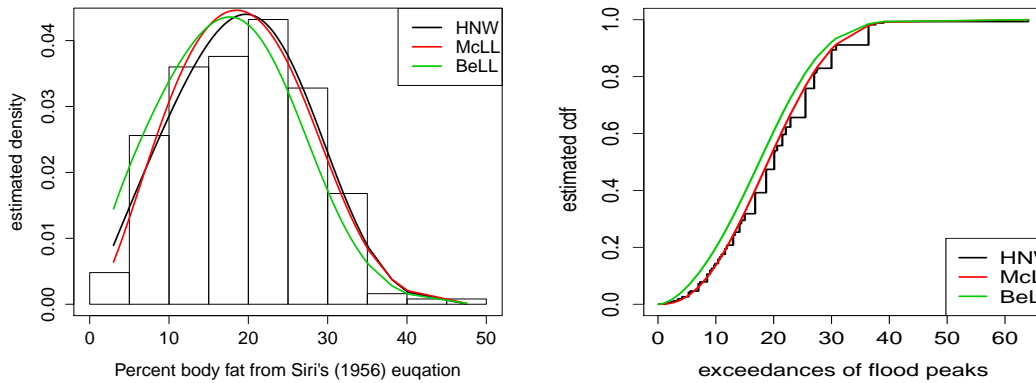 estimated density
0.00
0.01
0.02
0.03
0.04
0 10 20 30 40 50
Percent body fat from Siri's (1956) euqation
HNW
McLL
BeLL
estimated cdf
0.0
0.2
0.4
0.6
0.8
1.0
0 10 20 30 40 50 60
exceedances of flood peaks